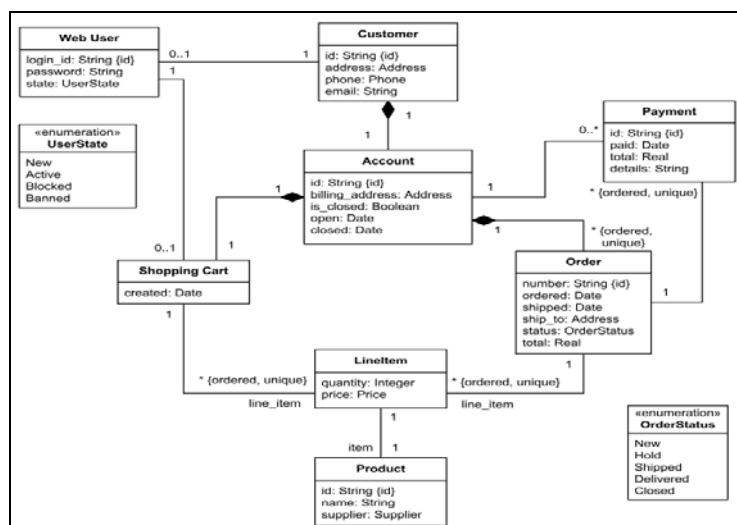 Web User
login_id: String {id}
password: String
state: UserState
0..1
1
1
Customer
id: String {id}
address: Address
phone: Phone
email: String
1
1
«enumeration»
UserState
New
Active
Blocked
Banned
Payment
id: String {id}
paid: Date
total: Real
details: String
0..*
1
* {ordered, unique}
Account
id: String {id}
billing_address: Address
is_closed: Boolean
open: Date
closed: Date
1
1
1
* {ordered,
unique}
0..1
Shopping Cart
created: Date
1
Order
number: String {id}
ordered: Date
shipped: Date
ship_to: Address
status: OrderStatus
total: Real
1
1
LineItem
quantity: Integer
price: Price
* {ordered, unique}
line_item
* {ordered, unique}
line_item
1
item
1
Product
id: String {id}
name: String
supplier: Supplier
«enumeration»
OrderStatus
New
Hold
Shipped
Delivered
Closed